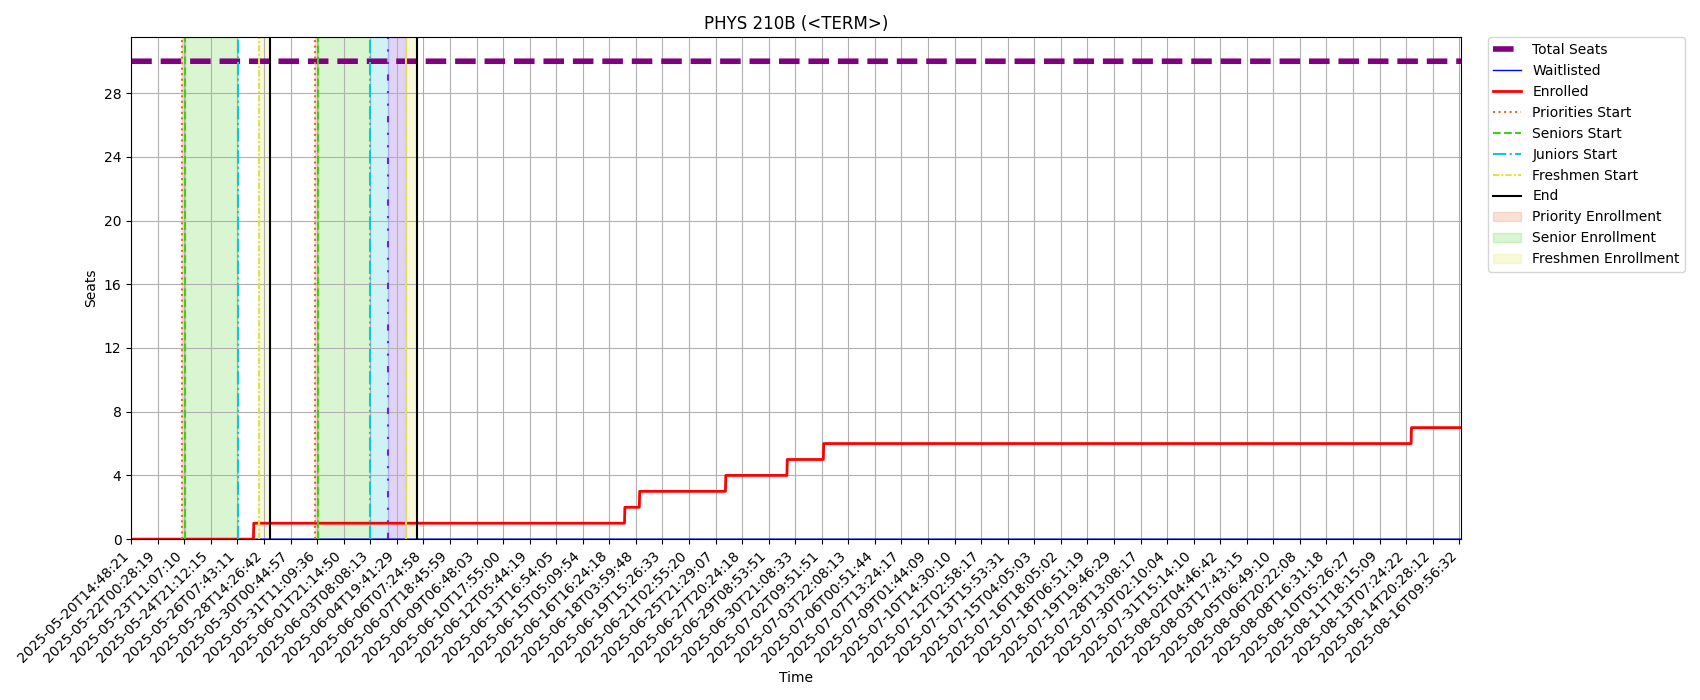 PHYS 210B (<TERM>)
Total Seats
Waitlisted
Enrolled
Priorities Start
Seniors Start
Juniors Start
Freshmen Start
End
Priority Enrollment
Senior Enrollment
Freshmen Enrollment
Seats
28
24
20
16
12
8
4
0
2025-05-20T14:48:21
2025-05-22T00:28:19
2025-05-23T11:07:10
2025-05-24T21:12:15
2025-05-26T07:43:11
2025-05-28T14:26:42
2025-05-30T00:44:57
2025-05-31T11:09:36
2025-06-01T21:14:50
2025-06-03T08:08:13
2025-06-04T19:41:29
2025-06-06T07:24:58
2025-06-07T18:45:59
2025-06-09T06:48:03
2025-06-10T17:55:00
2025-06-12T05:44:19
2025-06-13T16:54:05
2025-06-15T05:09:54
2025-06-16T16:24:18
2025-06-18T03:59:48
2025-06-19T15:26:33
2025-06-21T02:55:20
2025-06-25T21:29:07
2025-06-27T20:24:18
2025-06-29T08:53:51
2025-06-30T21:08:33
2025-07-02T09:51:51
2025-07-03T22:08:13
2025-07-06T00:51:44
2025-07-07T13:24:17
2025-07-09T01:44:09
2025-07-10T14:30:10
2025-07-12T02:58:17
2025-07-13T15:53:31
2025-07-15T04:05:03
2025-07-16T18:05:02
2025-07-18T06:51:19
2025-07-19T19:46:29
2025-07-28T13:08:17
2025-07-30T02:10:04
2025-07-31T15:14:10
2025-08-02T04:46:42
2025-08-03T17:43:15
2025-08-05T06:49:10
2025-08-06T20:22:08
2025-08-08T16:31:18
2025-08-10T05:26:27
2025-08-11T18:15:09
2025-08-13T07:24:22
2025-08-14T20:28:12
2025-08-16T09:56:32
Time